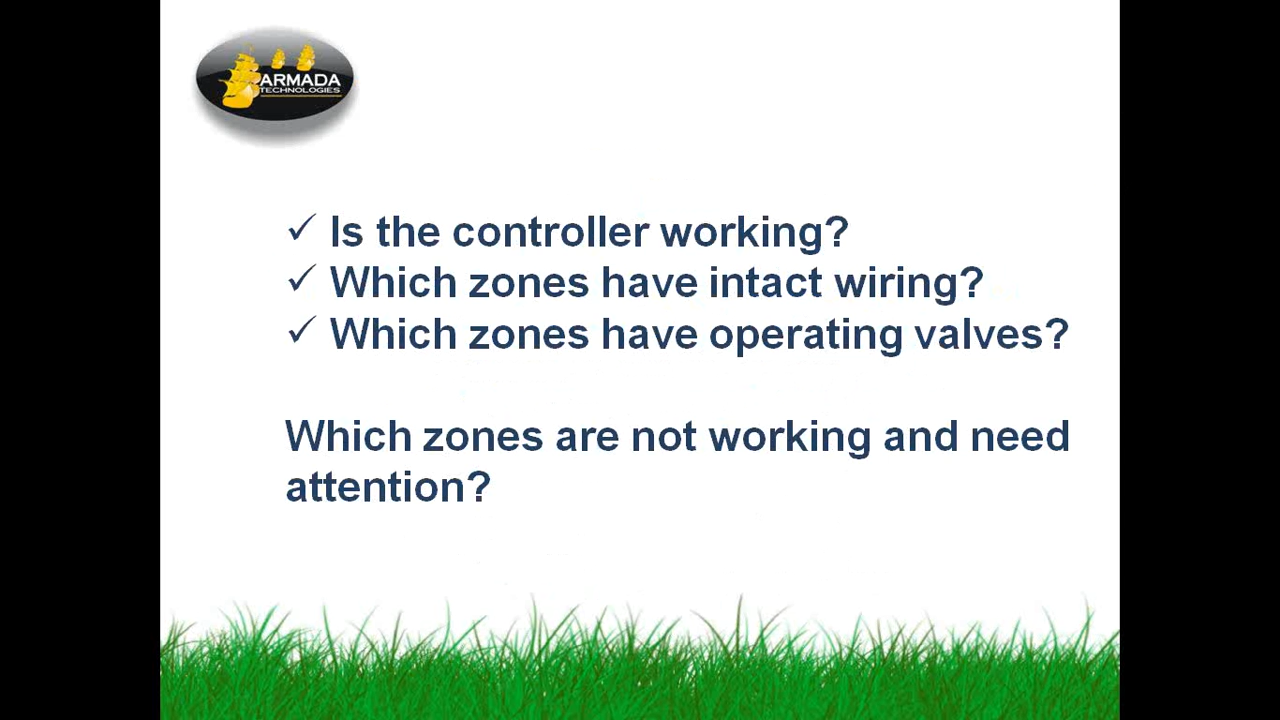 ARMADA
TECHNOLOGIES
✓ Is the controller working?
✓ Which zones have intact wiring?
✓ Which zones have operating valves?
Which zones are not working and need
attention?